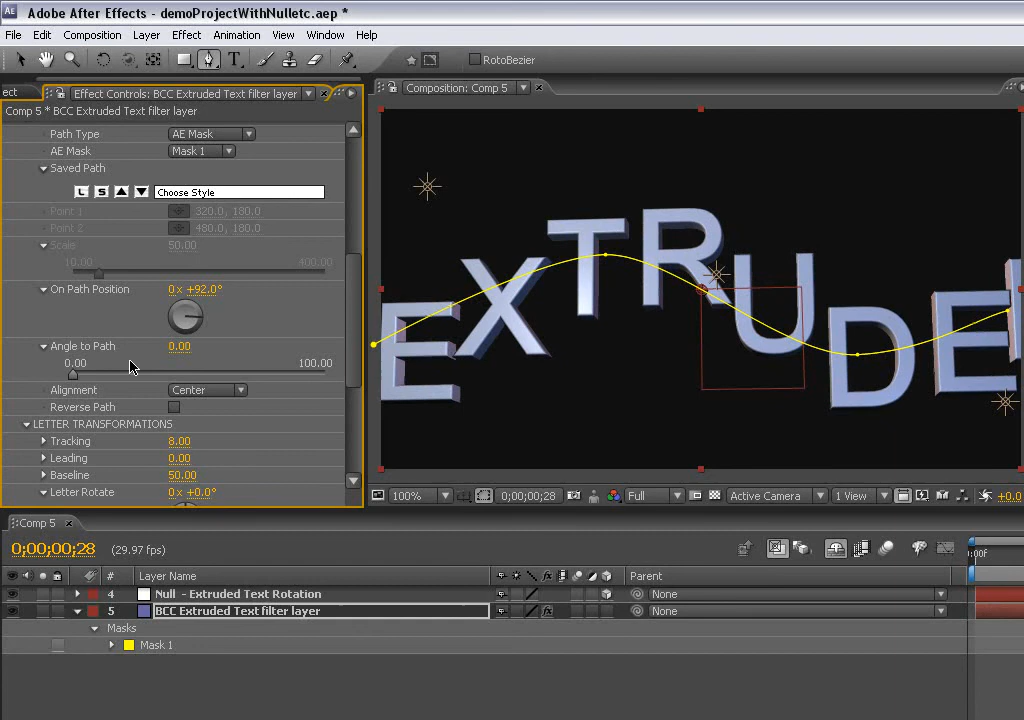 Adobe After Effects - demoProjectWithNulletc.aep *
File Edit Composition Layer Effect Animation View Window Help
RotoBezier
ect Effect Controls: BCC Extruded Text filter layer
Composition: Comp 5
Comp 5 * BCC Extruded Text filter layer
Path Type AE Mask
AE Mask Mask 1
Saved Path
L S Choose Style
Point 1 320.0, 180.0
Point 2 480.0, 180.0
Scale 50.00
10.00 400.00
On Path Position 0 x +92.0°
Angle to Path 0.00
0.00 100.00
Alignment Center
Reverse Path
LETTER TRANSFORMATIONS
Tracking 8.00
Leading 0.00
Baseline 50.00
Letter Rotate 0 x +0.0°
EXTRUDE
100% 0;00;00;28 Full Active Camera 1 View +0.0
Comp 5
0;00;00;28 (29.97 fps)
:00f
# Layer Name Parent
4 Null - Extruded Text Rotation None
5 BCC Extruded Text filter layer None
Masks
Mask 1